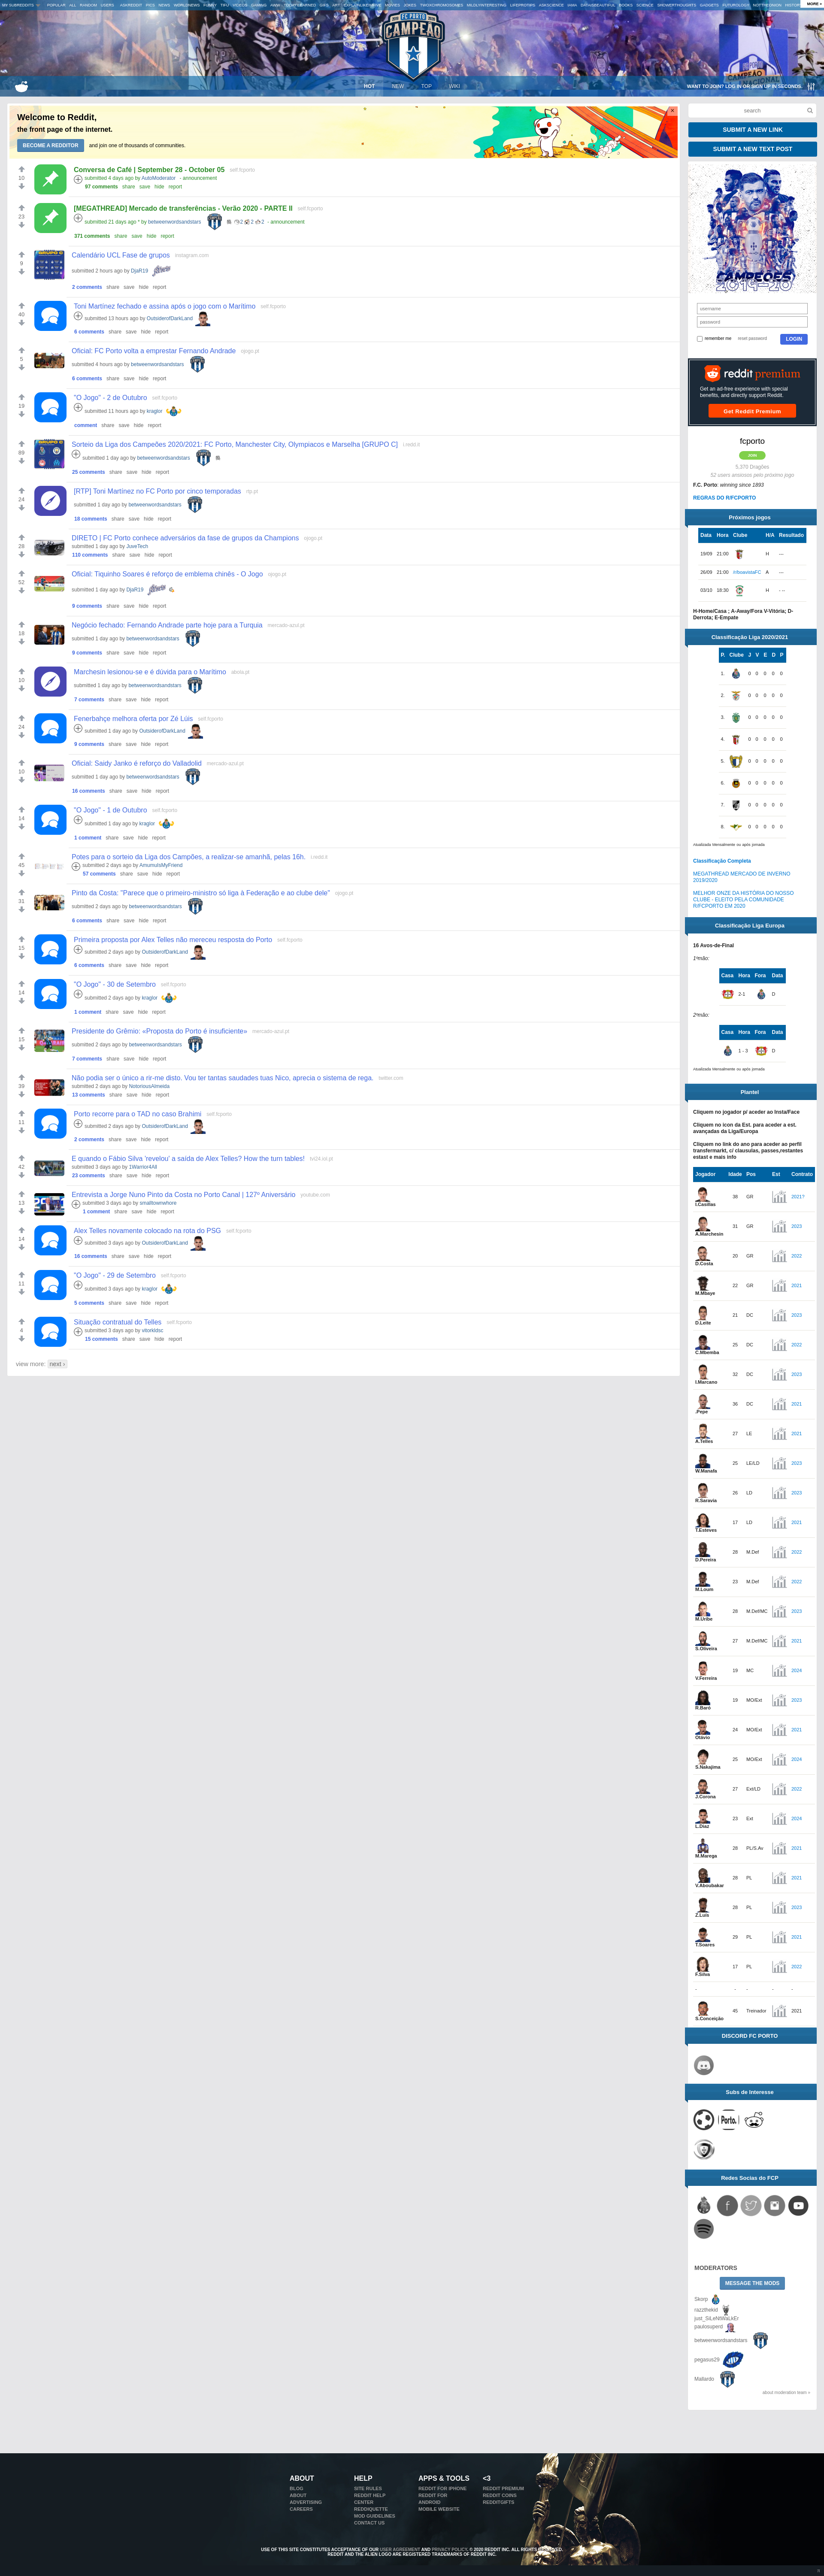 MY SUBREDDITS
POPULAR ALL RANDOM USERS
ASKREDDIT PICS NEWS WORLDNEWS FUNNY TIFU VIDEOS GAMING AWW TODAYILEARNED
MORE »
FC PORTO
CAMPEÃO
HOT NEW TOP WIKI
WANT TO JOIN? LOG IN OR SIGN UP IN SECONDS.
Welcome to Reddit,
the front page of the internet.
BECOME A REDDITOR and join one of thousands of communities.
10
Conversa de Café | September 28 - October 05 self.fcporto
submitted 4 days ago by AutoModerator - announcement
97 comments share save hide report
23
[MEGATHREAD] Mercado de transferências - Verão 2020 - PARTE II self.fcporto
submitted 21 days ago * by betweenwordsandstars 2 2 2 - announcement
371 comments share save hide report
9
Calendário UCL Fase de grupos instagram.com
submitted 2 hours ago by DjaR19
2 comments share save hide report
40
Toni Martínez fechado e assina após o jogo com o Marítimo self.fcporto
submitted 13 hours ago by OutsiderofDarkLand
6 comments share save hide report
5
Oficial: FC Porto volta a emprestar Fernando Andrade ojogo.pt
submitted 4 hours ago by betweenwordsandstars
6 comments share save hide report
19
"O Jogo" - 2 de Outubro self.fcporto
submitted 11 hours ago by kraglor
comment share save hide report
89
Sorteio da Liga dos Campeões 2020/2021: FC Porto, Manchester City, Olympiacos e Marselha [GRUPO C] i.redd.it
submitted 1 day ago by betweenwordsandstars
25 comments share save hide report
24
[RTP] Toni Martínez no FC Porto por cinco temporadas rtp.pt
submitted 1 day ago by betweenwordsandstars
18 comments share save hide report
28
DIRETO | FC Porto conhece adversários da fase de grupos da Champions ojogo.pt
submitted 1 day ago by JuveTech
110 comments share save hide report
52
Oficial: Tiquinho Soares é reforço de emblema chinês - O Jogo ojogo.pt
submitted 1 day ago by DjaR19
9 comments share save hide report
18
Negócio fechado: Fernando Andrade parte hoje para a Turquia mercado-azul.pt
submitted 1 day ago by betweenwordsandstars
9 comments share save hide report
10
Marchesin lesionou-se e é dúvida para o Marítimo abola.pt
submitted 1 day ago by betweenwordsandstars
7 comments share save hide report
24
Fenerbahçe melhora oferta por Zé Lúis self.fcporto
submitted 1 day ago by OutsiderofDarkLand
9 comments share save hide report
10
Oficial: Saidy Janko é reforço do Valladolid mercado-azul.pt
submitted 1 day ago by betweenwordsandstars
16 comments share save hide report
14
"O Jogo" - 1 de Outubro self.fcporto
submitted 1 day ago by kraglor
1 comment share save hide report
45
Potes para o sorteio da Liga dos Campões, a realizar-se amanhã, pelas 16h. i.redd.it
submitted 2 days ago by AmumuIsMyFriend
57 comments share save hide report
31
Pinto da Costa: "Parece que o primeiro-ministro só liga à Federação e ao clube dele" ojogo.pt
submitted 2 days ago by betweenwordsandstars
6 comments share save hide report
15
Primeira proposta por Alex Telles não mereceu resposta do Porto self.fcporto
submitted 2 days ago by OutsiderofDarkLand
6 comments share save hide report
14
"O Jogo" - 30 de Setembro self.fcporto
submitted 2 days ago by kraglor
1 comment share save hide report
15
Presidente do Grêmio: «Proposta do Porto é insuficiente» mercado-azul.pt
submitted 2 days ago by betweenwordsandstars
7 comments share save hide report
39
Não podia ser o único a rir-me disto. Vou ter tantas saudades tuas Nico, aprecia o sistema de rega. twitter.com
submitted 2 days ago by NotoriousAlmeida
13 comments share save hide report
11
Porto recorre para o TAD no caso Brahimi self.fcporto
submitted 2 days ago by OutsiderofDarkLand
2 comments share save hide report
42
E quando o Fábio Silva 'revelou' a saída de Alex Telles? How the turn tables! tvi24.iol.pt
submitted 3 days ago by 1Warrior4All
23 comments share save hide report
13
Entrevista a Jorge Nuno Pinto da Costa no Porto Canal | 127º Aniversário youtube.com
submitted 3 days ago by smalltownwhore
1 comment share save hide report
14
Alex Telles novamente colocado na rota do PSG self.fcporto
submitted 3 days ago by OutsiderofDarkLand
16 comments share save hide report
11
"O Jogo" - 29 de Setembro self.fcporto
submitted 3 days ago by kraglor
5 comments share save hide report
4
Situação contratual do Telles self.fcporto
submitted 3 days ago by vitorkidsc
15 comments share save hide report
view more: next ›
search
SUBMIT A NEW LINK
SUBMIT A NEW TEXT POST
CAMPEÕES
2019-20
username
password
remember me reset password LOGIN
reddit premium
Get an ad-free experience with special benefits, and directly support Reddit.
Get Reddit Premium
fcporto
JOIN
5.370 Dragões
52 users ansiosos pelo próximo jogo
F.C. Porto: winning since 1893
REGRAS DO R/FCPORTO
Próximos jogos
Data Hora Clube H/A Resultado
19/09 21:00 H ---
26/09 21:00 #/boavistaFC A ---
03/10 18:30 H - --
H-Home/Casa ; A-Away/Fora V-Vitória; D-Derrota; E-Empate
Classificação Liga 2020/2021
P. Clube J V E D P
1. 0 0 0 0 0
2. 0 0 0 0 0
3. 0 0 0 0 0
4. 0 0 0 0 0
5. 0 0 0 0 0
6. 0 0 0 0 0
7. 0 0 0 0 0
8. 0 0 0 0 0
Atualizada Mensalmente ou após jornada
Classificação Completa
MEGATHREAD MERCADO DE INVERNO 2019/2020
MELHOR ONZE DA HISTÓRIA DO NOSSO CLUBE - ELEITO PELA COMUNIDADE R/FCPORTO EM 2020
Classificação Liga Europa
16 Avos-de-Final
1ªmão:
Casa Hora Fora Data
2-1 D
2ªmão:
Casa Hora Fora Data
1 - 3 D
Atualizada Mensalmente ou após jornada
Plantel
Cliquem no jogador p/ aceder ao Insta/Face
Cliquem no icon da Est. para aceder a est. avançadas da Liga/Europa
Cliquem no link do ano para aceder ao perfil transfermarkt, c/ clausulas, passes,restantes estast e mais info
Jogador Idade Pos Est Contrato
I.Casillas 38 GR 2021?
A.Marchesin 31 GR 2023
D.Costa 20 GR 2022
M.Mbaye 22 GR 2021
D.Leite 21 DC 2023
C.Mbemba 25 DC 2022
I.Marcano 32 DC 2023
.Pepe 36 DC 2021
A.Telles 27 LE 2021
W.Manafa 25 LE/LD 2023
R.Saravia 26 LD 2023
T.Esteves 17 LD 2021
D.Pereira 28 M.Def 2022
M.Loum 23 M.Def 2022
M.Uribe 28 M.Def/MC 2023
S.Oliveira 27 M.Def/MC 2021
V.Ferreira 19 MC 2024
R.Baró 19 MO/Ext 2023
Otávio 24 MO/Ext 2021
S.Nakajima 25 MO/Ext 2024
J.Corona 27 Ext/LD 2022
L.Diaz 23 Ext 2024
M.Marega 28 PL/S.Av 2021
V.Aboubakar 28 PL 2021
Z.Luis 28 PL 2023
T.Soares 29 PL 2021
F.Silva 17 PL 2022
- - - - -
S.Conceição 45 Treinador 2021
DISCORD FC PORTO
Subs de Interesse
Porto.
Redes Socias do FCP
MODERATORS
MESSAGE THE MODS
Skorp
razzthekid
just_SiLeNtWaLkEr
paulosuperd
betweenwordsandstars
pegasus29
Mallardo
about moderation team »
ABOUT
BLOG
ABOUT
ADVERTISING
CAREERS
HELP
SITE RULES
REDDIT HELP CENTER
REDDIQUETTE
MOD GUIDELINES
CONTACT US
APPS & TOOLS
REDDIT FOR IPHONE
REDDIT FOR ANDROID
MOBILE WEBSITE
<3
REDDIT PREMIUM
REDDIT COINS
REDDITGIFTS
USE OF THIS SITE CONSTITUTES ACCEPTANCE OF OUR USER AGREEMENT AND PRIVACY POLICY. © 2020 REDDIT INC. ALL RIGHTS RESERVED.
REDDIT AND THE ALIEN LOGO ARE REGISTERED TRADEMARKS OF REDDIT INC.